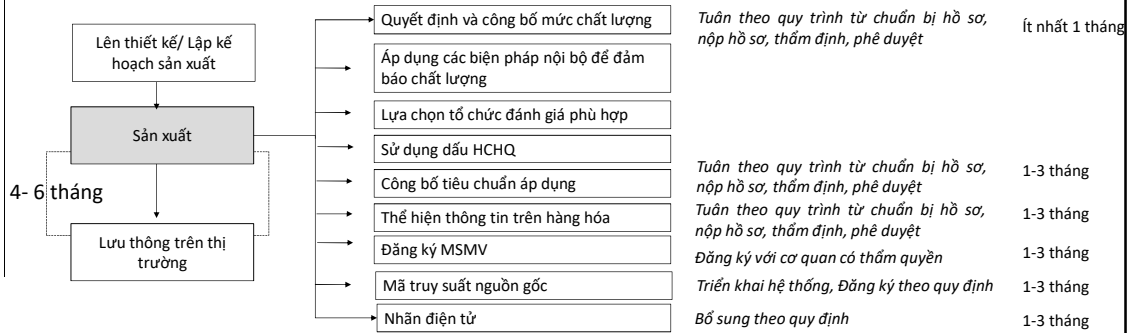 Lên thiết kế/ Lập kế
hoạch sản xuất
Sản xuất
4- 6 tháng
Lưu thông trên thị
trường
Quyết định và công bố mức chất lượng
Tuân theo quy trình từ chuẩn bị hồ sơ,
nộp hồ sơ, thẩm định, phê duyệt
Ít nhất 1 tháng
Áp dụng các biện pháp nội bộ để đảm
báo chất lượng
Lựa chọn tổ chức đánh giá phù hợp
Sử dụng dấu HCHQ
Công bố tiêu chuẩn áp dụng
Tuân theo quy trình từ chuẩn bị hồ sơ,
nộp hồ sơ, thẩm định, phê duyệt
1-3 tháng
Thể hiện thông tin trên hàng hóa
Tuân theo quy trình từ chuẩn bị hồ sơ,
nộp hồ sơ, thẩm định, phê duyệt
1-3 tháng
Đăng ký MSMV
Đăng ký với cơ quan có thẩm quyền
1-3 tháng
Mã truy suất nguồn gốc
Triển khai hệ thống, Đăng ký theo quy định
1-3 tháng
Nhãn điện tử
Bổ sung theo quy định
1-3 tháng